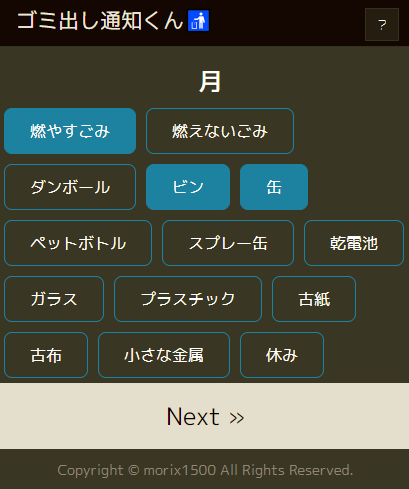 ゴミ出し通知くん🚮 ?
月
燃やすごみ 燃えないごみ
ダンボール ビン 缶
ペットボトル スプレー缶 乾電池
ガラス プラスチック 古紙
古布 小さな金属 休み
Next »
Copyright © morix1500 All Rights Reserved.